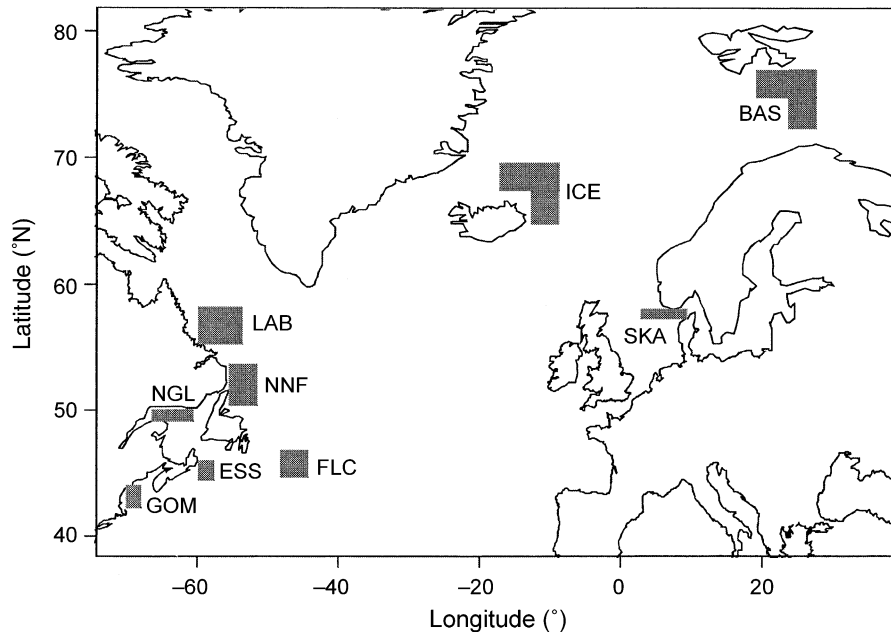 80
BAS
70
ICE
Latitude (˚N)
60
LAB
SKA
NNF
NGL
50
ESS
FLC
GOM
40
–60
–40
–20
0
20
Longitude (˚)